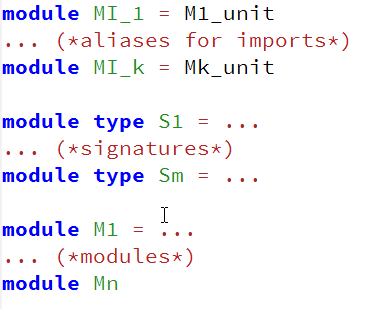 module MI_1 = M1_unit
... (*aliases for imports*)
module MI_k = Mk_unit
module type S1 = ...
... (*signatures*)
module type Sm = ...
module M1 = ...
... (*modules*)
module Mn